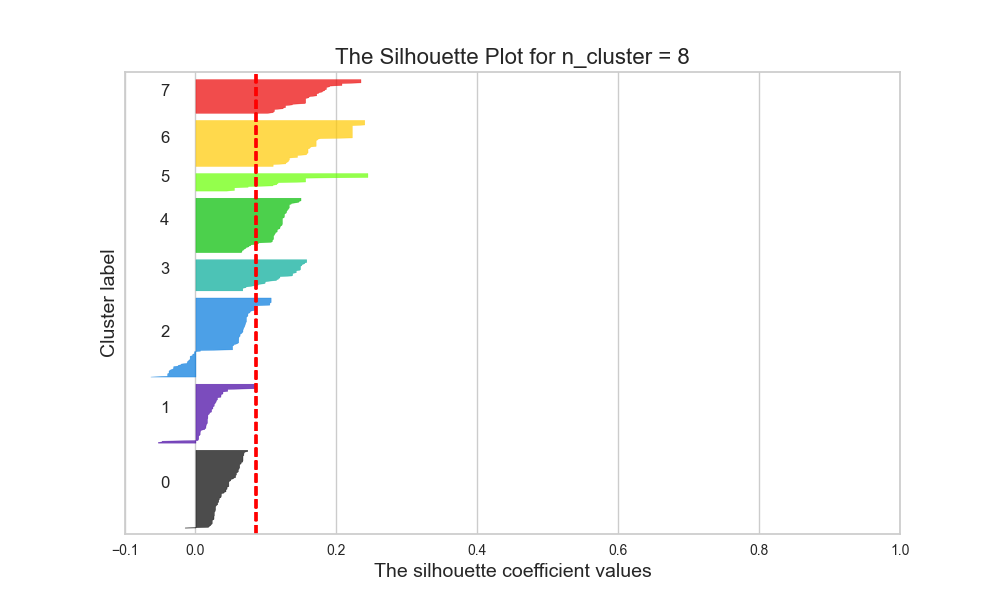 The Silhouette Plot for n_cluster = 8
7
6
5
4
3
2
1
0
Cluster label
−0.1 0.0 0.2 0.4 0.6 0.8 1.0
The silhouette coefficient values